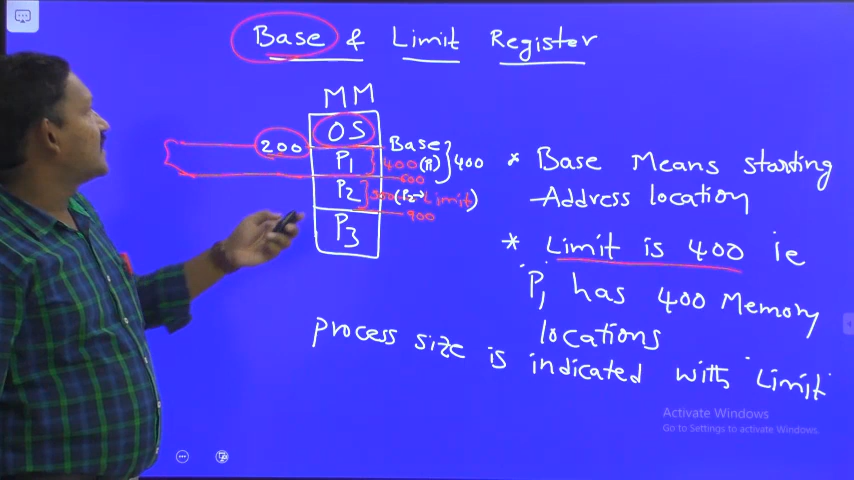 Base & Limit Register
MM
OS
200
Base
P1
400 (P1)
400
600
P2
(P2→ Limit)
900
P3
* Base Means starting
Address location
* Limit is 400 ie
'P1' has 400 Memory
locations
process size is indicated with 'Limit'
Activate Windows
Go to Settings to activate Windows.